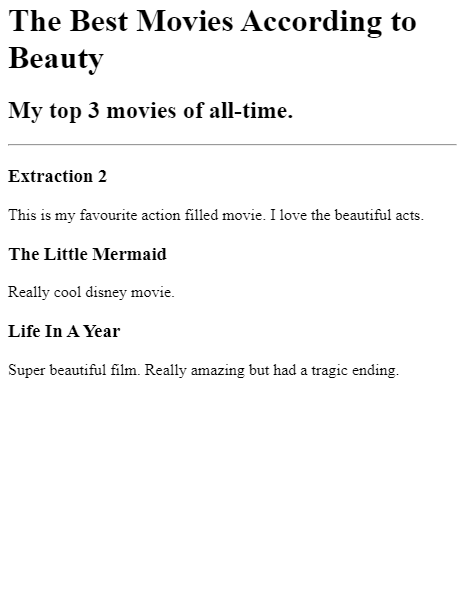 The Best Movies According to
Beauty
My top 3 movies of all-time.
Extraction 2
This is my favourite action filled movie. I love the beautiful acts.
The Little Mermaid
Really cool disney movie.
Life In A Year
Super beautiful film. Really amazing but had a tragic ending.